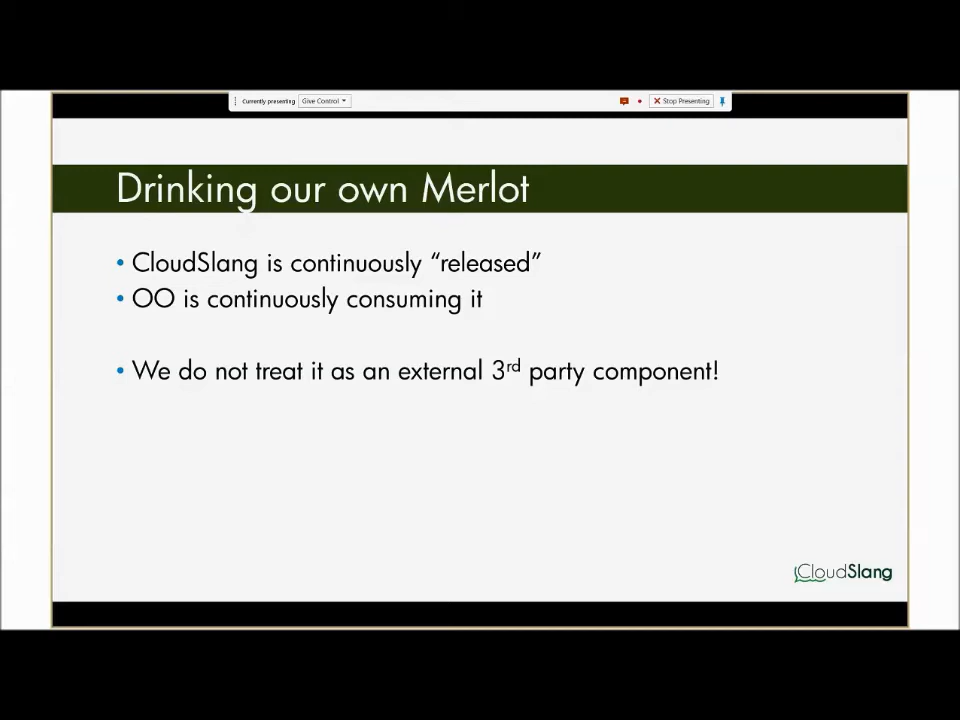 Currently presenting Give Control Stop Presenting
Drinking our own Merlot
• CloudSlang is continuously “released”
• OO is continuously consuming it
• We do not treat it as an external 3rd party component!
CloudSlang